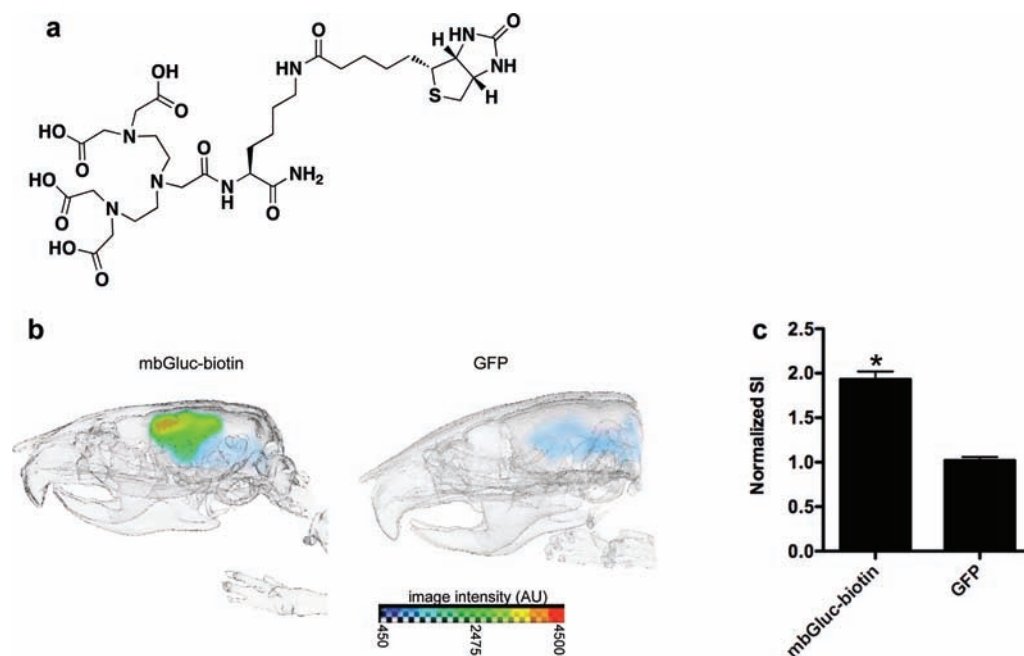 a
O
HN
NH
H
H
S
O
HN
OH
O
HO
O
N
HO
O
N
N
O
N
H
NH2
O
HO
O
b
mbGluc-biotin
GFP
image intensity (AU)
450
2475
4500
c
Normalized SI
2.5
2.0
1.5
1.0
0.5
0.0
*
mbGluc-biotin
GFP